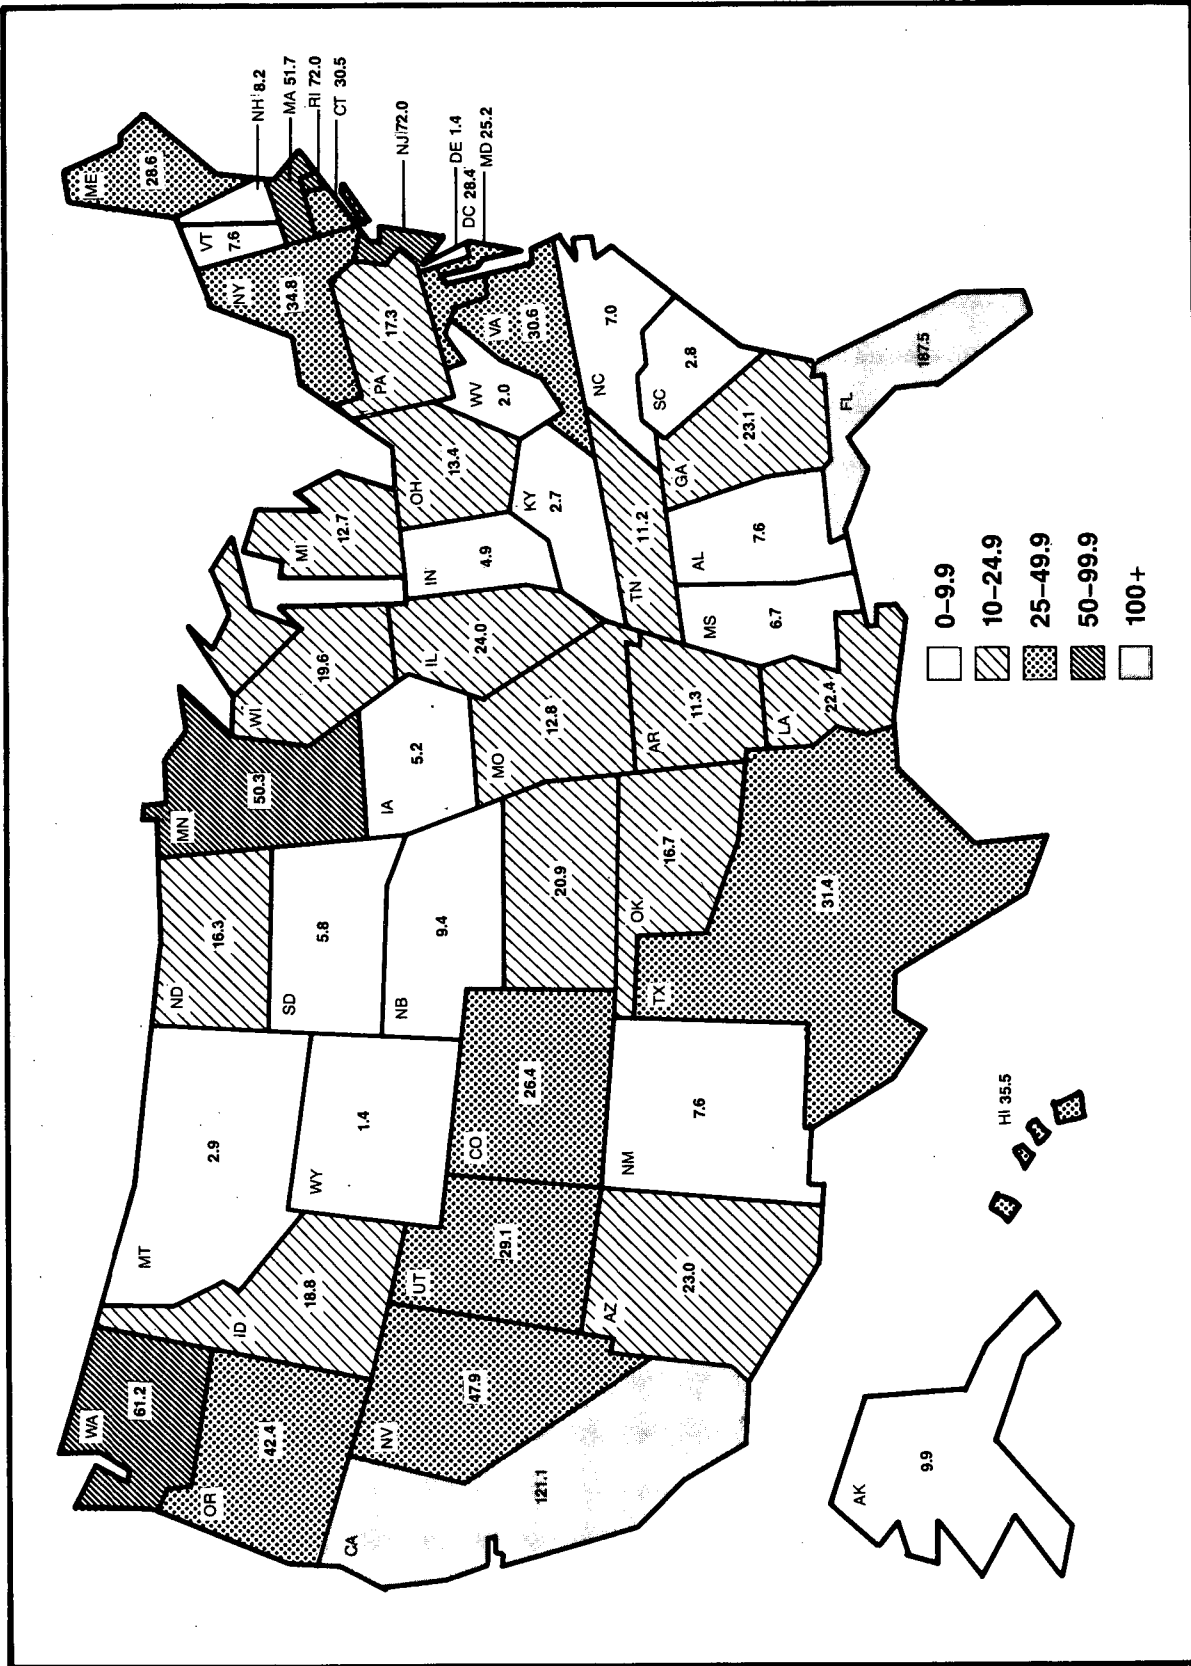 WA
61.2
OR
42.4
CA
121.1
NV
47.9
ID
18.8
MT
2.9
WY
1.4
UT
29.1
CO
26.4
AZ
23.0
NM
7.6
ND
16.3
SD
5.8
NB
9.4
20.9
OK
16.7
TX
31.4
MN
50.3
IA
5.2
MO
12.8
AR
11.3
LA
22.4
WI
19.6
IL
24.0
MI
12.7
IN
4.9
OH
13.4
KY
2.7
TN
11.2
MS
6.7
AL
7.6
GA
23.1
FL
187.5
SC
2.8
NC
7.0
VA
30.6
WV
2.0
PA
17.3
NY
34.8
VT
7.6
ME
28.6
NH 8.2
MA 51.7
RI 72.0
CT 30.5
NJ 72.0
DE 1.4
DC 28.4
MD 25.2
AK
9.9
HI 35.5
0–9.9
10–24.9
25–49.9
50–99.9
100+